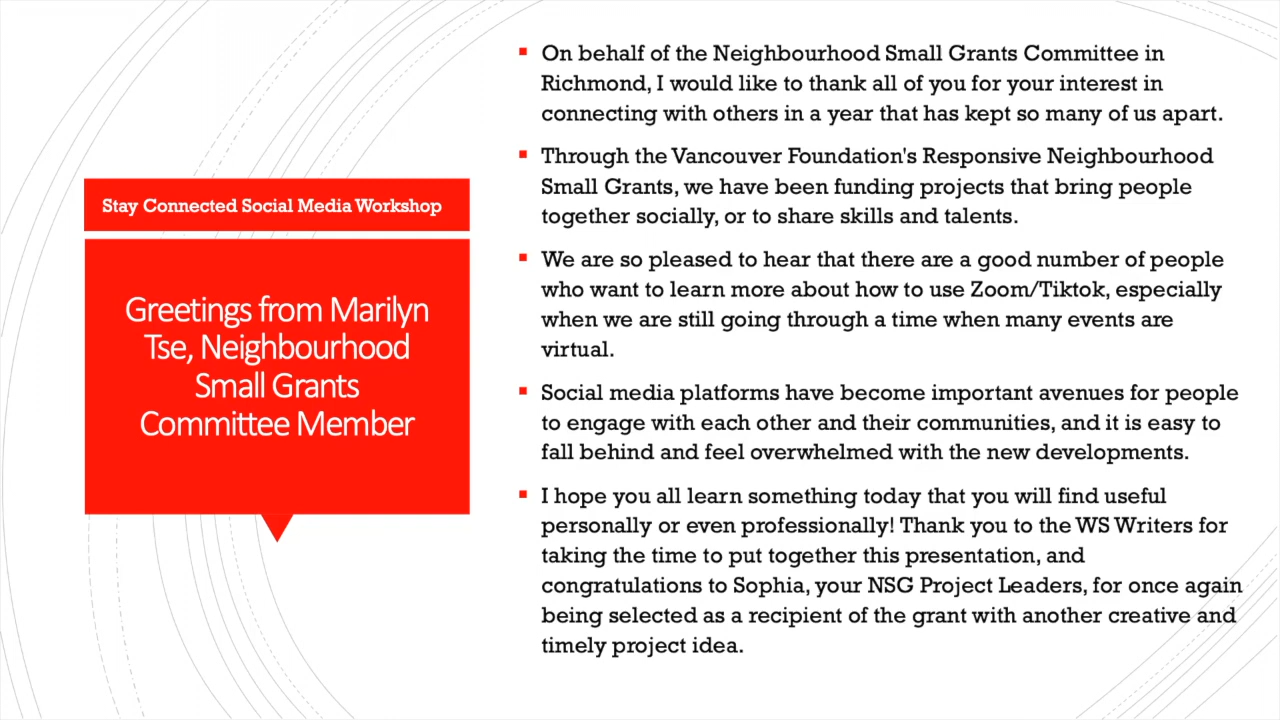 Stay Connected Social Media Workshop
Greetings from Marilyn
Tse, Neighbourhood
Small Grants
Committee Member
On behalf of the Neighbourhood Small Grants Committee in
Richmond, I would like to thank all of you for your interest in
connecting with others in a year that has kept so many of us apart.
Through the Vancouver Foundation's Responsive Neighbourhood
Small Grants, we have been funding projects that bring people
together socially, or to share skills and talents.
We are so pleased to hear that there are a good number of people
who want to learn more about how to use Zoom/Tiktok, especially
when we are still going through a time when many events are
virtual.
Social media platforms have become important avenues for people
to engage with each other and their communities, and it is easy to
fall behind and feel overwhelmed with the new developments.
I hope you all learn something today that you will find useful
personally or even professionally! Thank you to the WS Writers for
taking the time to put together this presentation, and
congratulations to Sophia, your NSG Project Leaders, for once again
being selected as a recipient of the grant with another creative and
timely project idea.